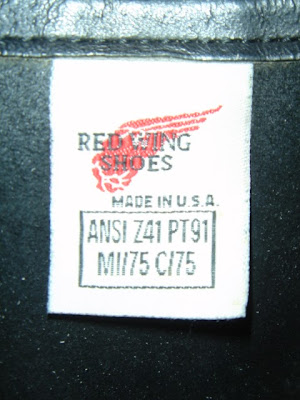 RED WING
SHOES
MADE IN U.S.A.
ANSI Z41 PT91
MI/75 C/75